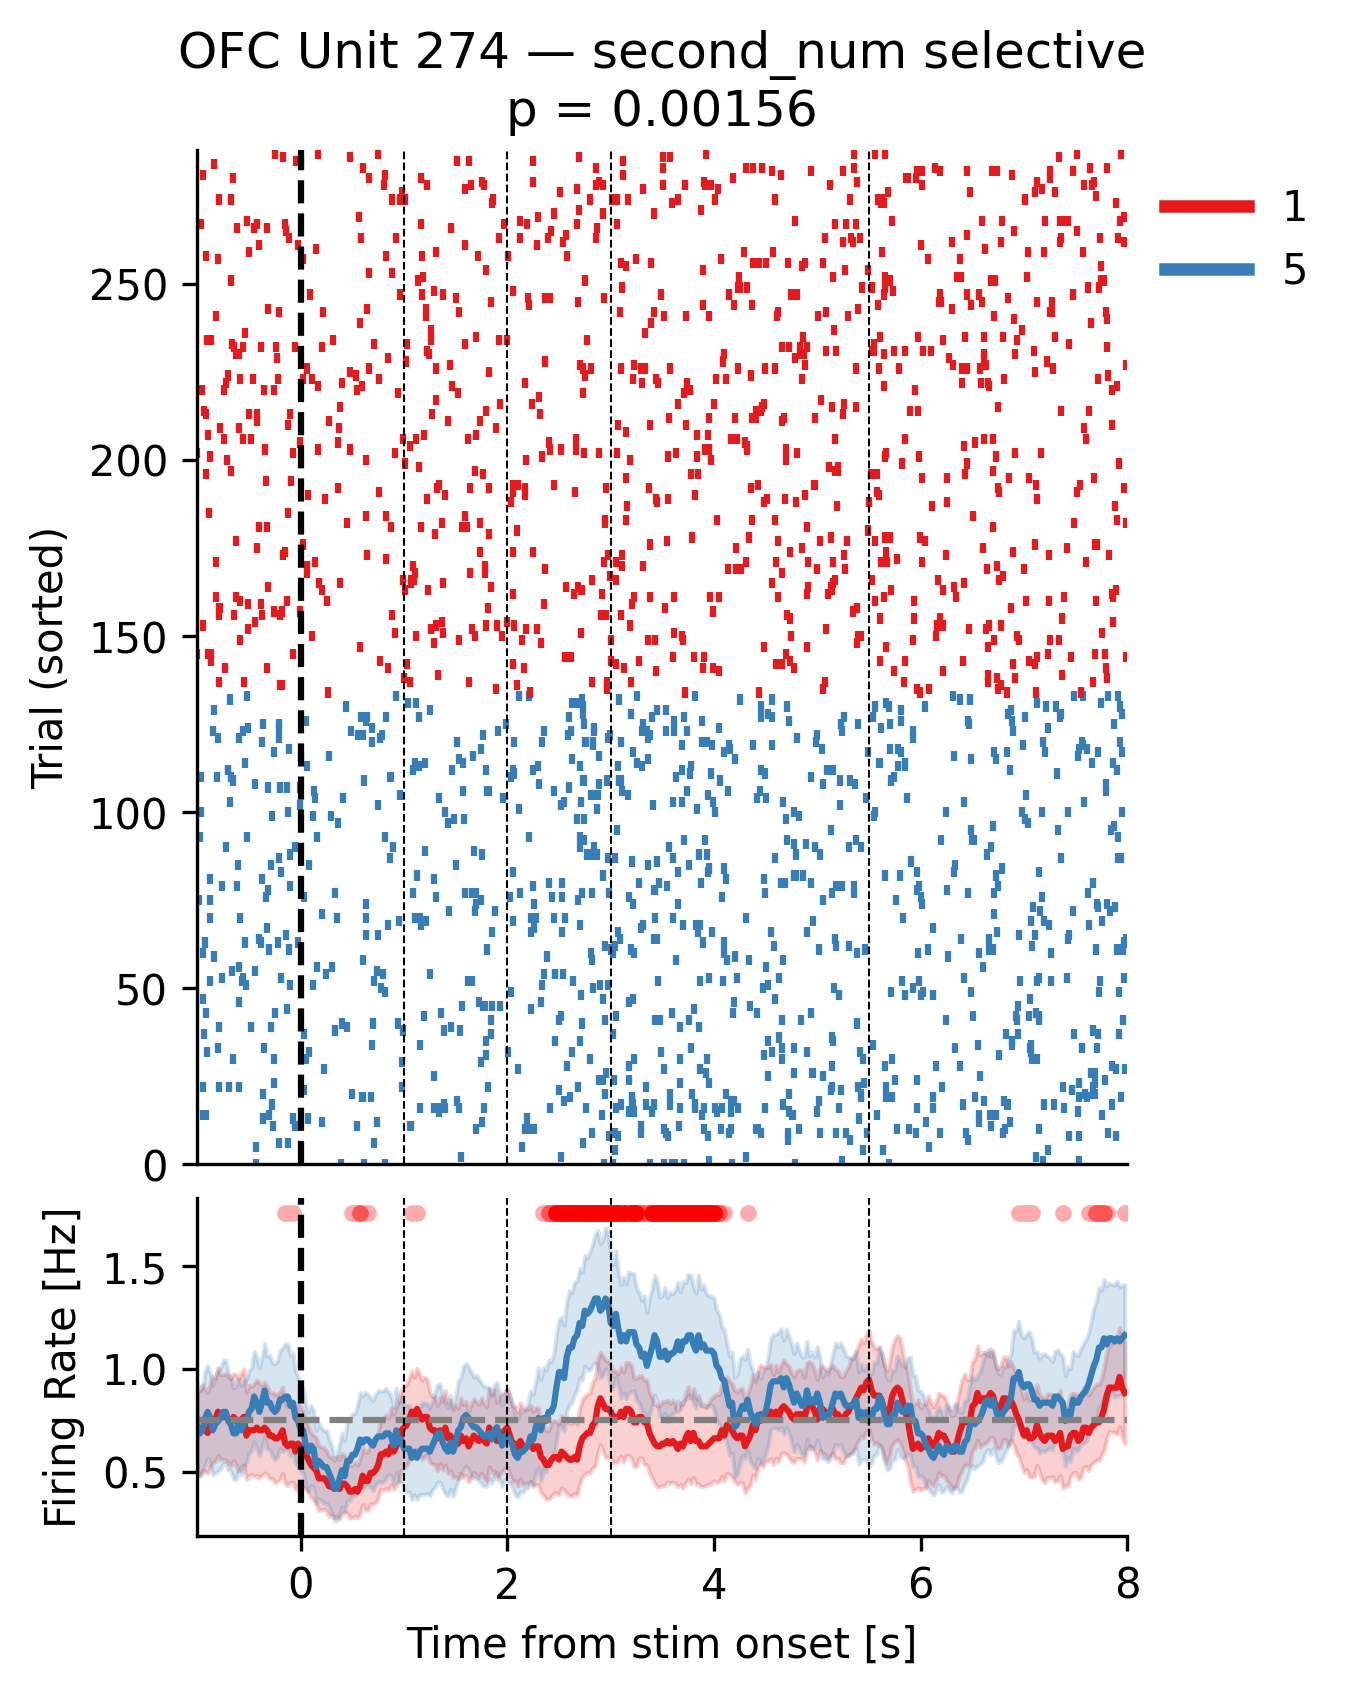 OFC Unit 274 — second_num selective
p = 0.00156
1
5
Trial (sorted)
250
200
150
100
50
0
Firing Rate [Hz]
1.5
1.0
0.5
0 2 4 6 8
Time from stim onset [s]